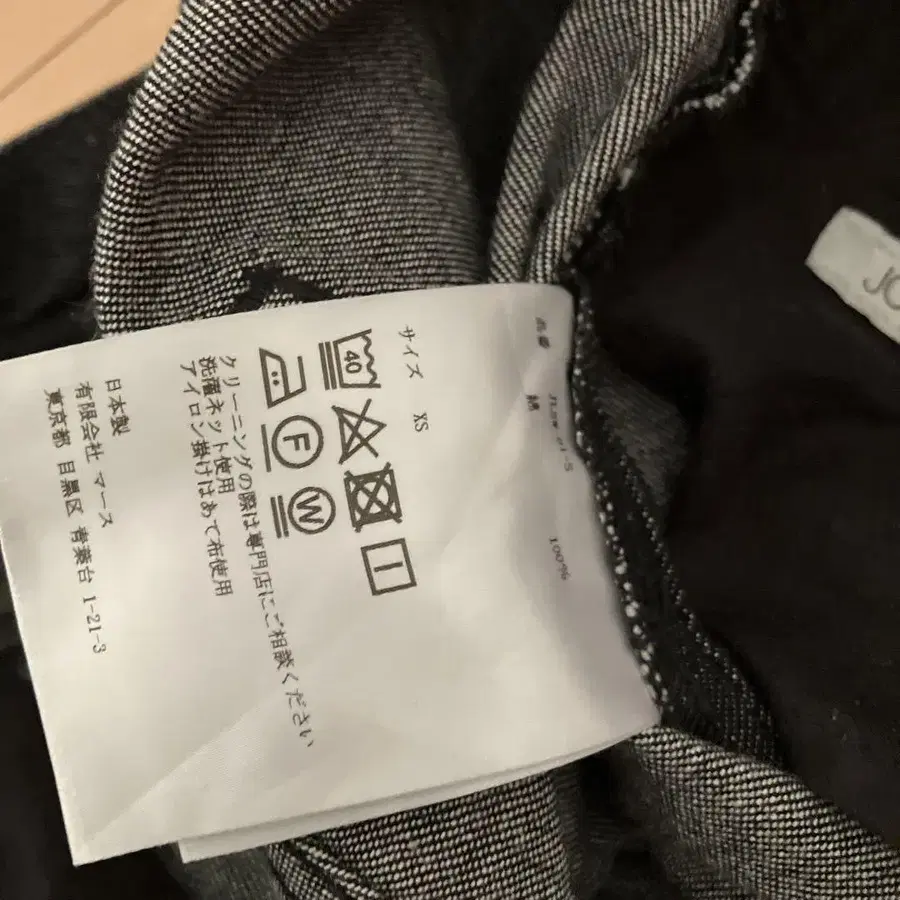 品番
綿 100%
サイズ XS
40
F W
クリーニングの際は専門店にご相談ください
洗濯ネット使用
アイロン掛けはあて布使用
日本製
有限会社 マース
東京都 目黒区 青葉台 1-21-3
JO